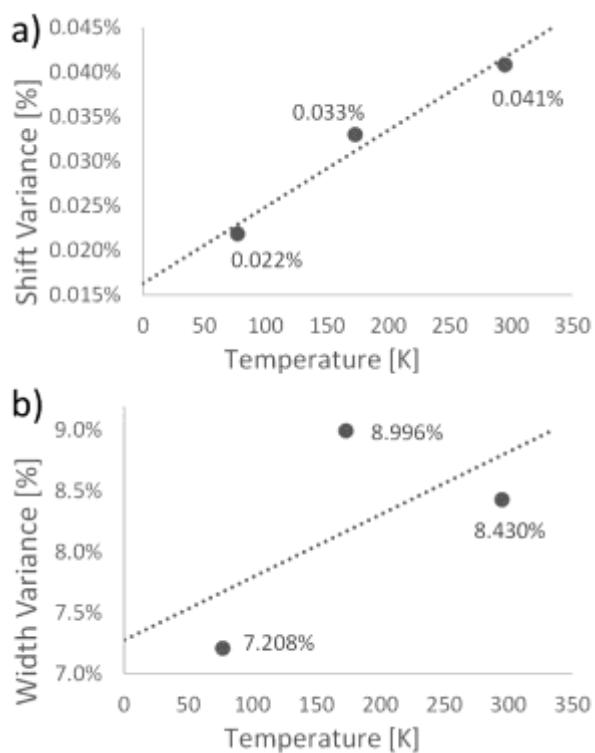 a)
Shift Variance [%]
0.045%
0.040%
0.035%
0.030%
0.025%
0.020%
0.015%
0.033%
0.041%
0.022%
0 50 100 150 200 250 300 350
Temperature [K]
b)
Width Variance [%]
9.0%
8.5%
8.0%
7.5%
7.0%
8.996%
8.430%
7.208%
0 50 100 150 200 250 300 350
Temperature [K]